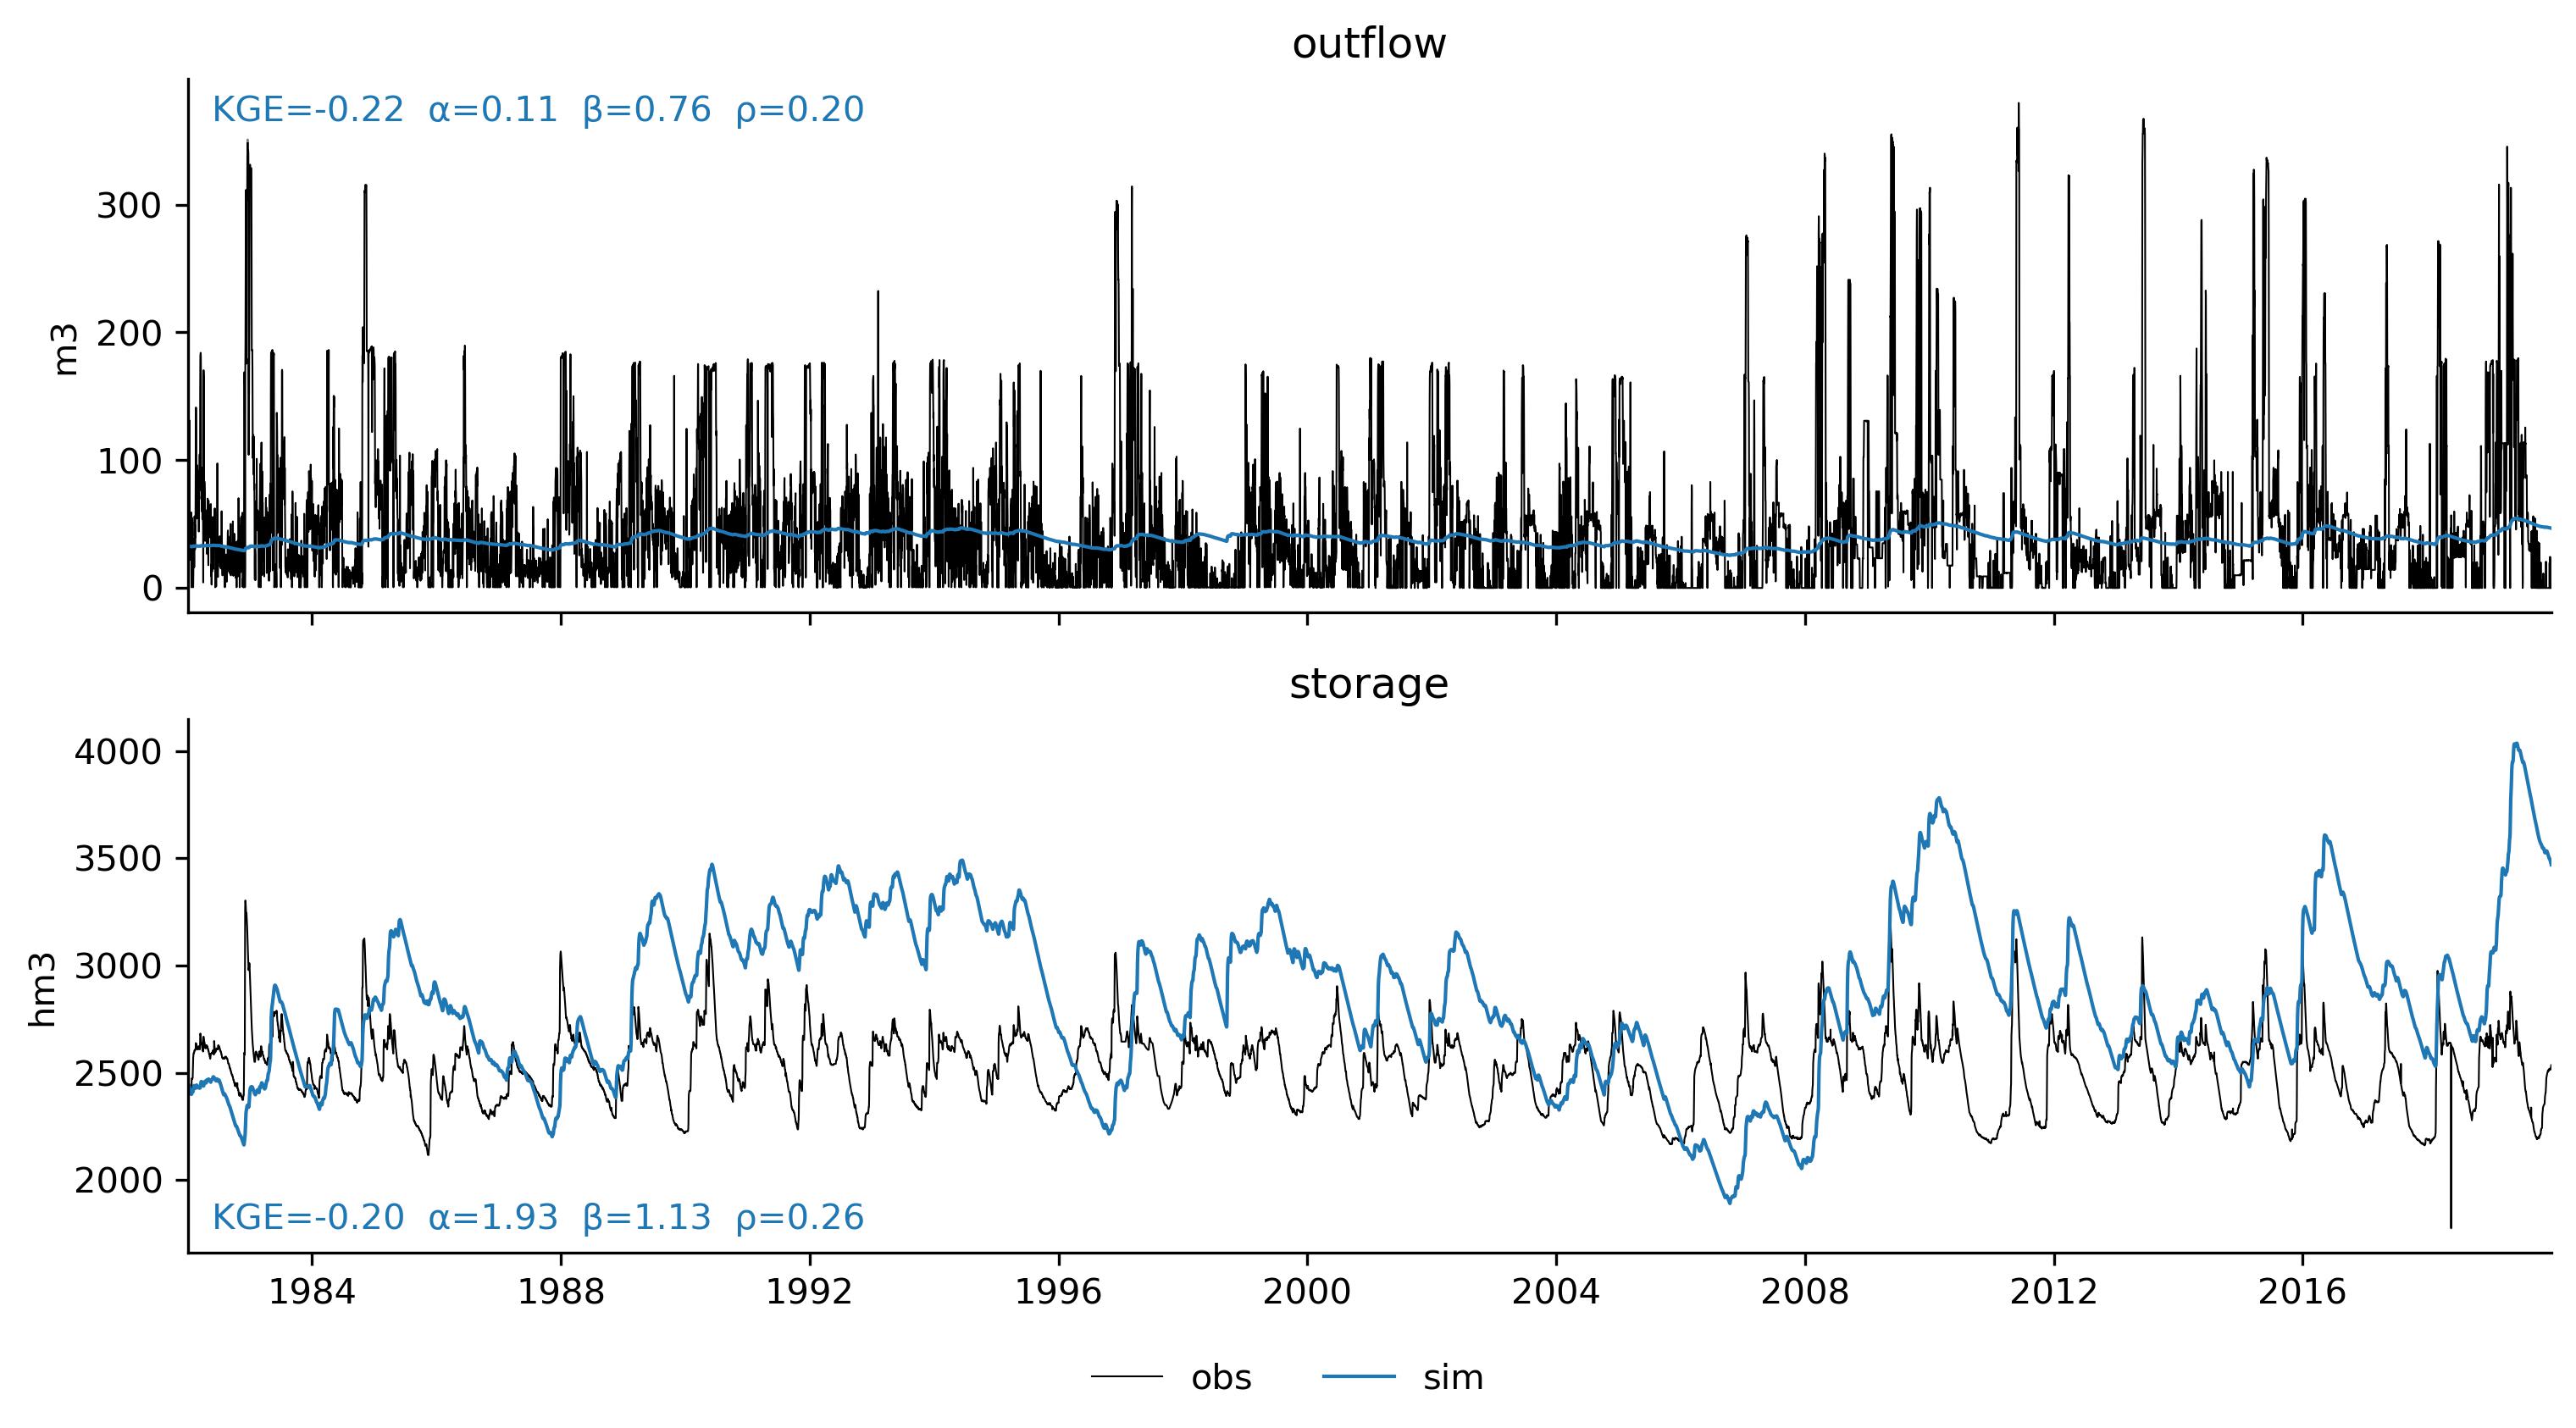 outflow
KGE=-0.22 α=0.11 β=0.76 ρ=0.20
m3
300
200
100
0
storage
hm3
4000
3500
3000
2500
2000
KGE=-0.20 α=1.93 β=1.13 ρ=0.26
1984 1988 1992 1996 2000 2004 2008 2012 2016
obs sim